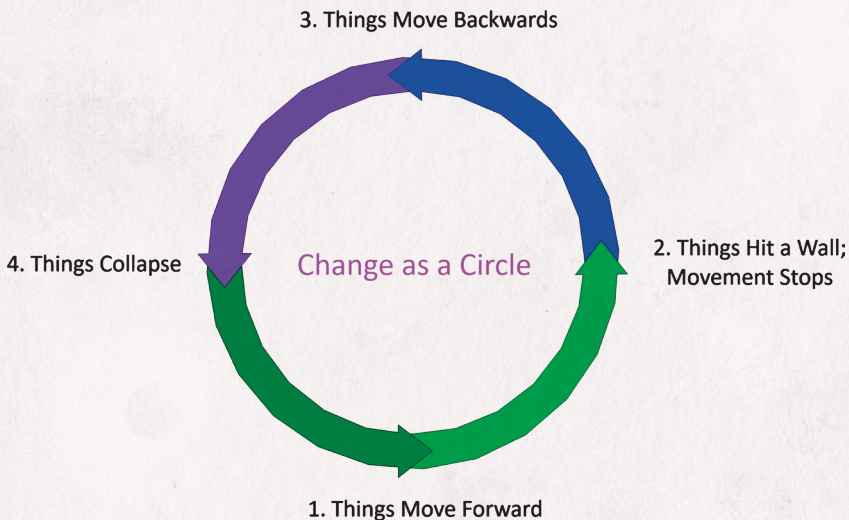 3. Things Move Backwards
4. Things Collapse
Change as a Circle
2. Things Hit a Wall;
Movement Stops
1. Things Move Forward